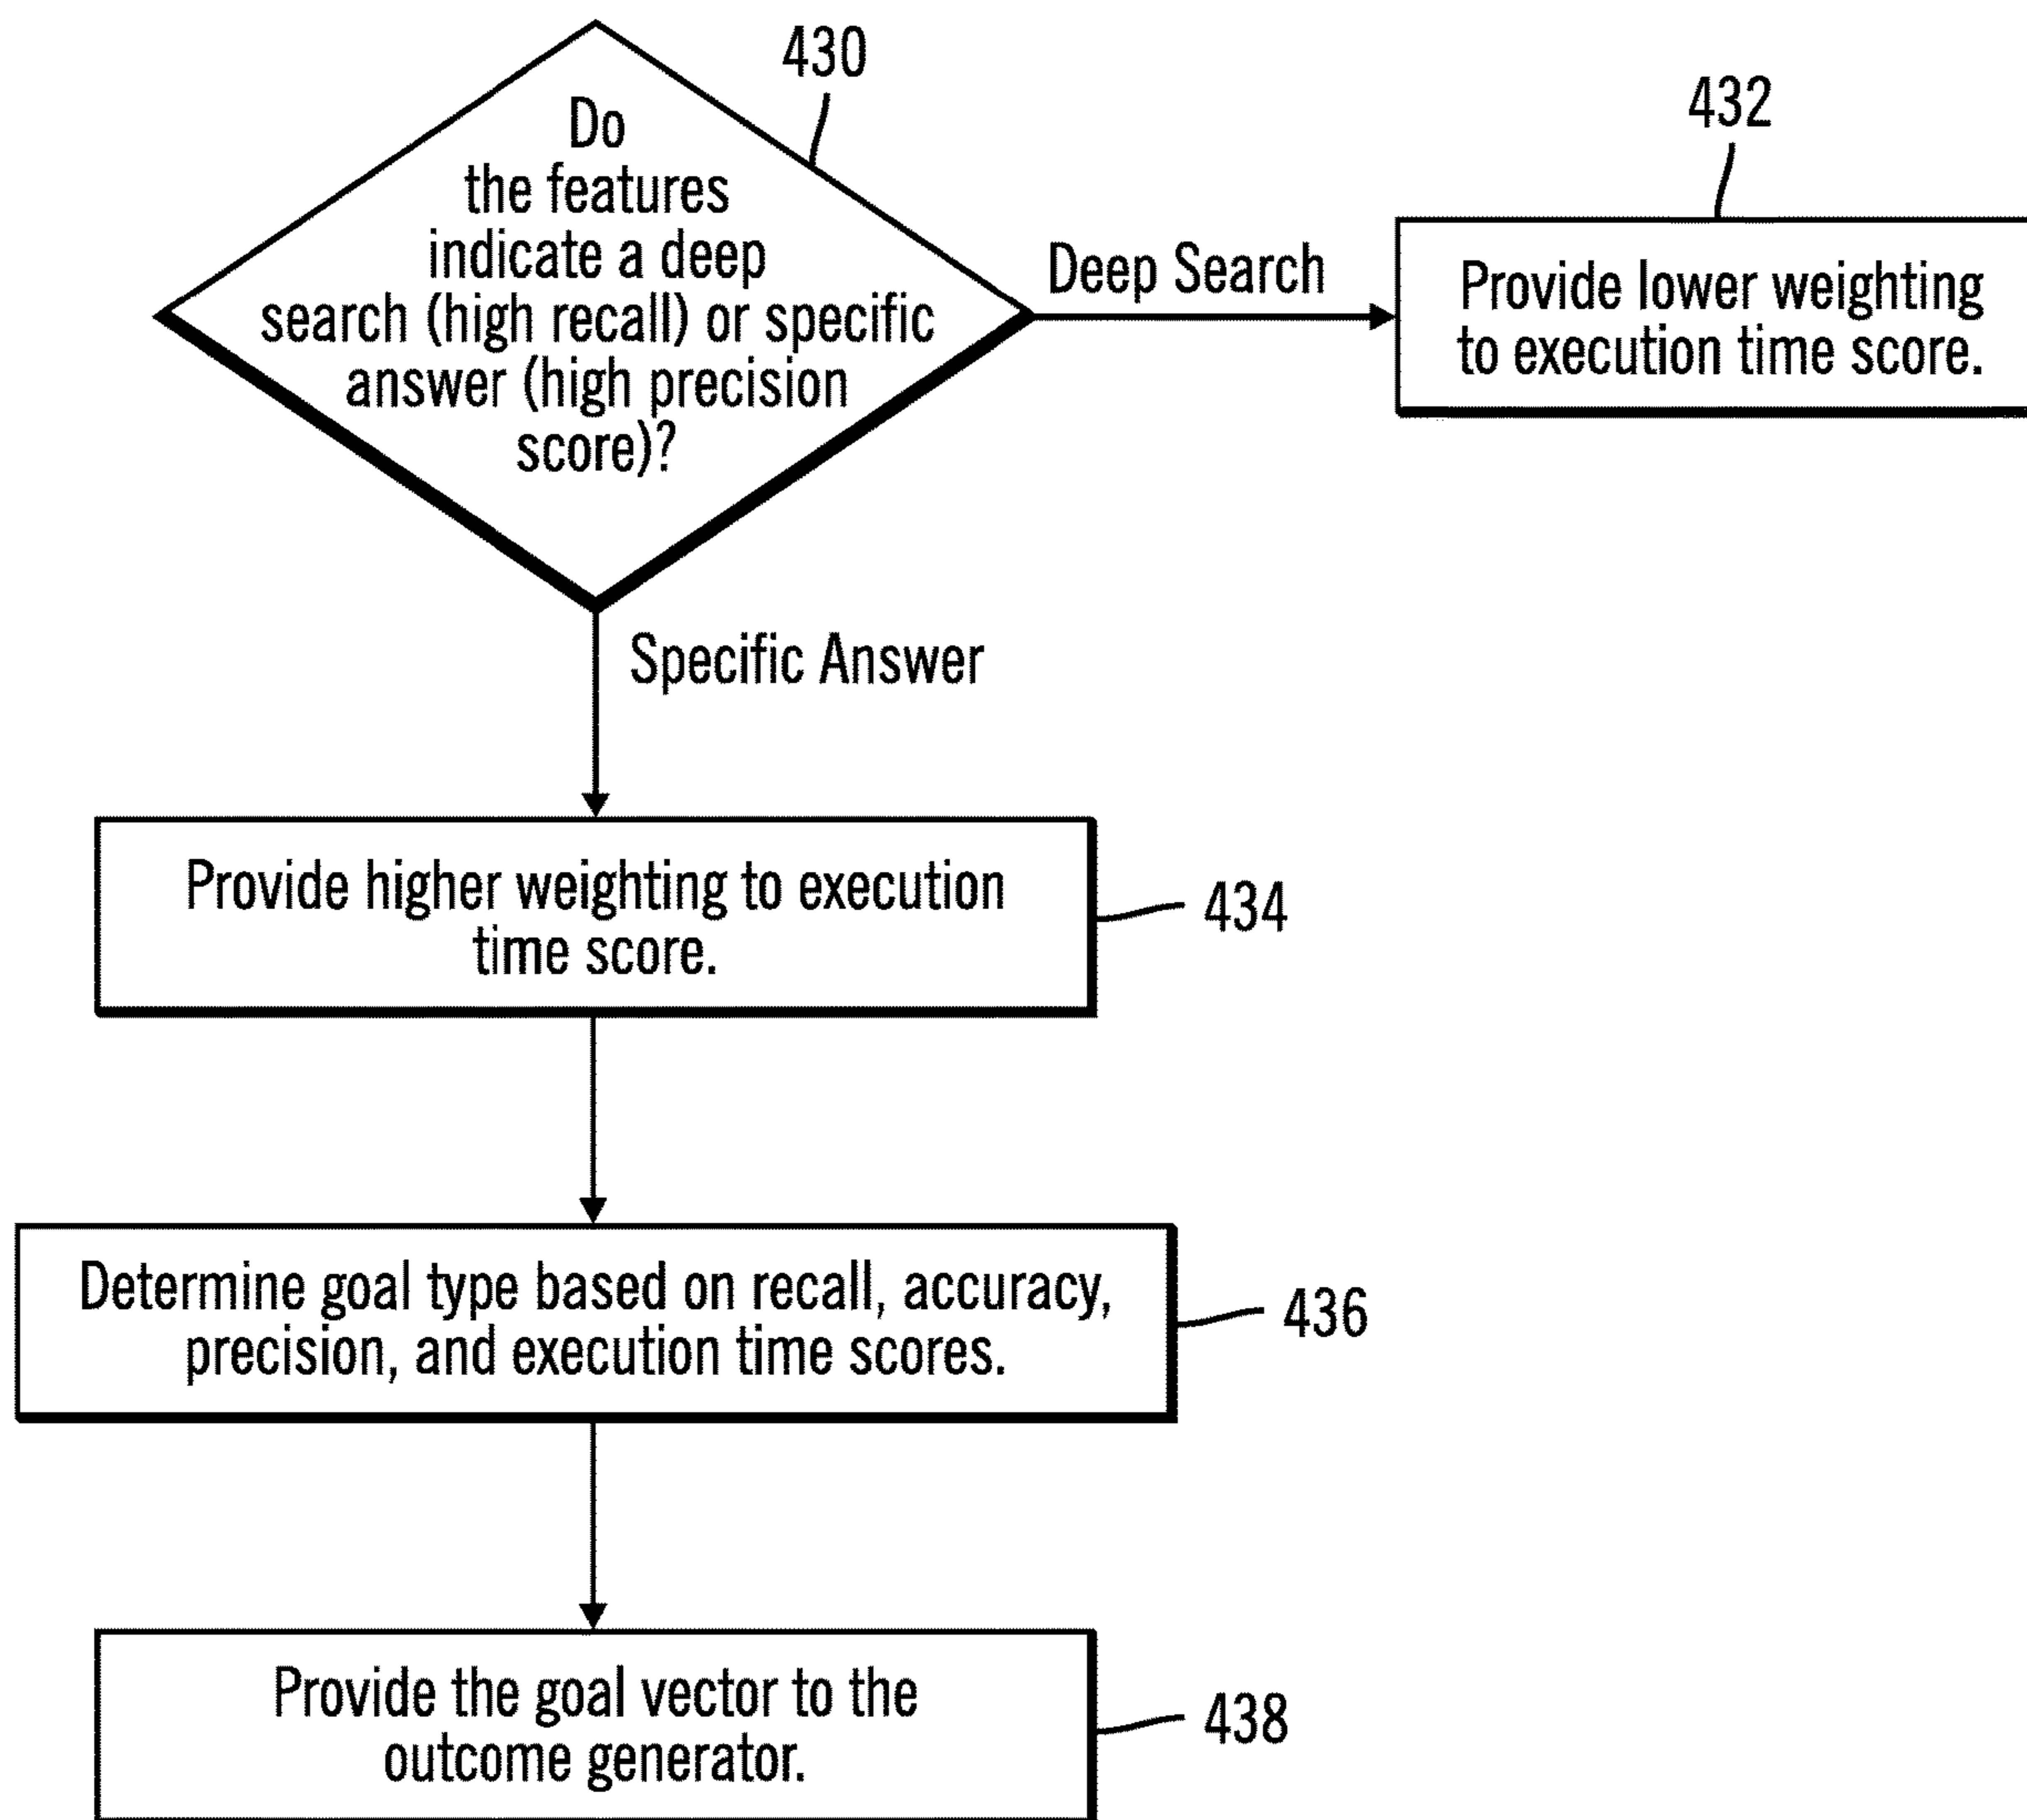 430
Do
the features
indicate a deep
search (high recall) or specific
answer (high precision
score)?
Deep Search
432
Provide lower weighting
to execution time score.
Specific Answer
Provide higher weighting to execution
time score.
434
Determine goal type based on recall, accuracy,
precision, and execution time scores.
436
Provide the goal vector to the
outcome generator.
438